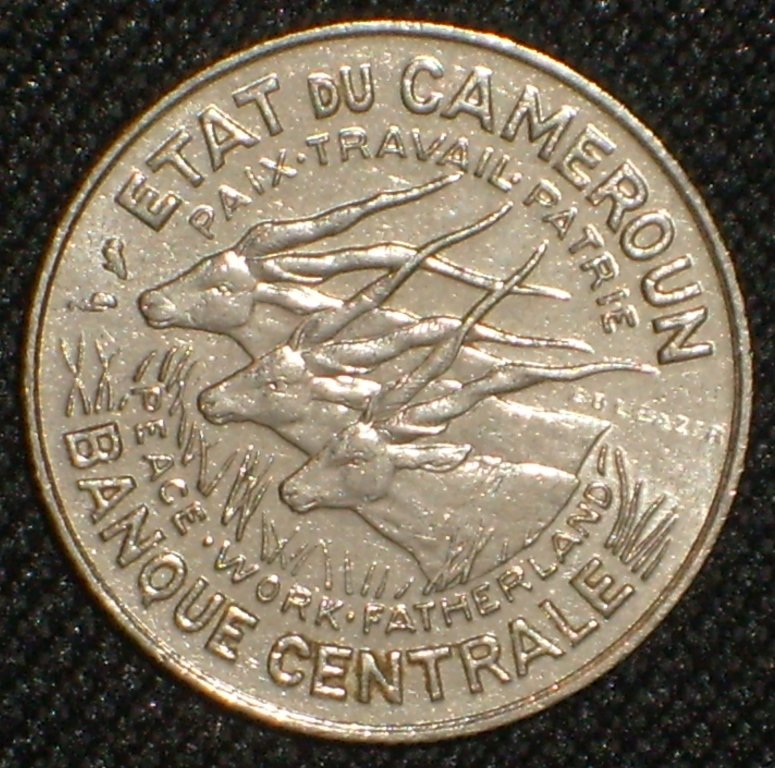 ETAT DU CAMEROUN
PAIX·TRAVAIL·PATRIE
PEACE·WORK·FATHERLAND
BANQUE CENTRALE